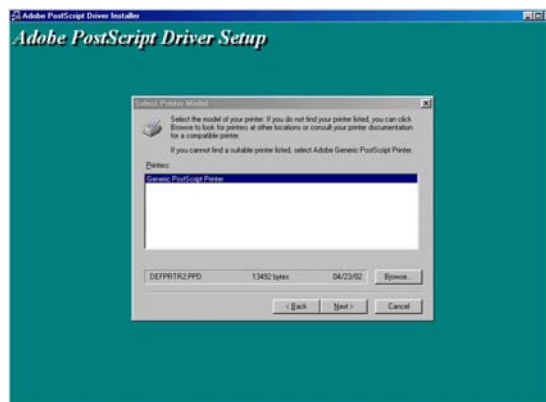 Adobe PostScript Driver Installer
Adobe PostScript Driver Setup
Select Printer Model
Select the model of your printer. If you do not find your printer listed, you can click
Browse to look for printers at other locations or consult your printer documentation
for a compatible printer.
If you cannot find a suitable printer listed, select Adobe Generic PostScript Printer.
Printers:
Generic PostScript Printer
DEFPRTR2.PPD 13492 bytes 04/23/02 Browse...
< Back Next > Cancel